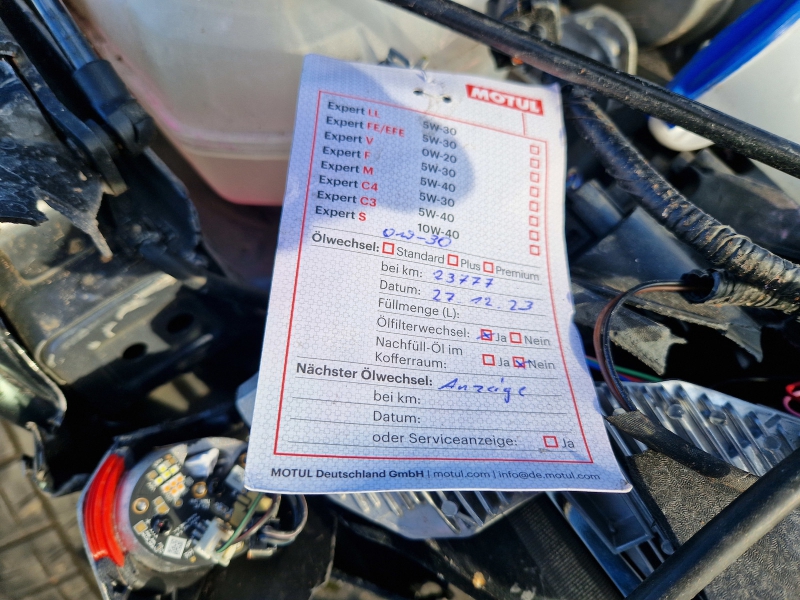 MOTUL
Expert LL 5W-30
Expert FE/EFE 5W-30
Expert V 0W-20
Expert F 5W-30
Expert M 5W-40
Expert C4 5W-30
Expert C3 5W-40
Expert S 10W-40
0W-30
Ölwechsel: Standard Plus Premium
bei km: 23777
Datum: 27 12 23
Füllmenge (L):
Ölfilterwechsel: Ja Nein
Nachfüll-Öl im
Kofferraum: Ja Nein
Nächster Ölwechsel: Anzeige
bei km:
Datum:
oder Serviceanzeige: Ja
MOTUL Deutschland GmbH | motul.com | info@de.motul.com